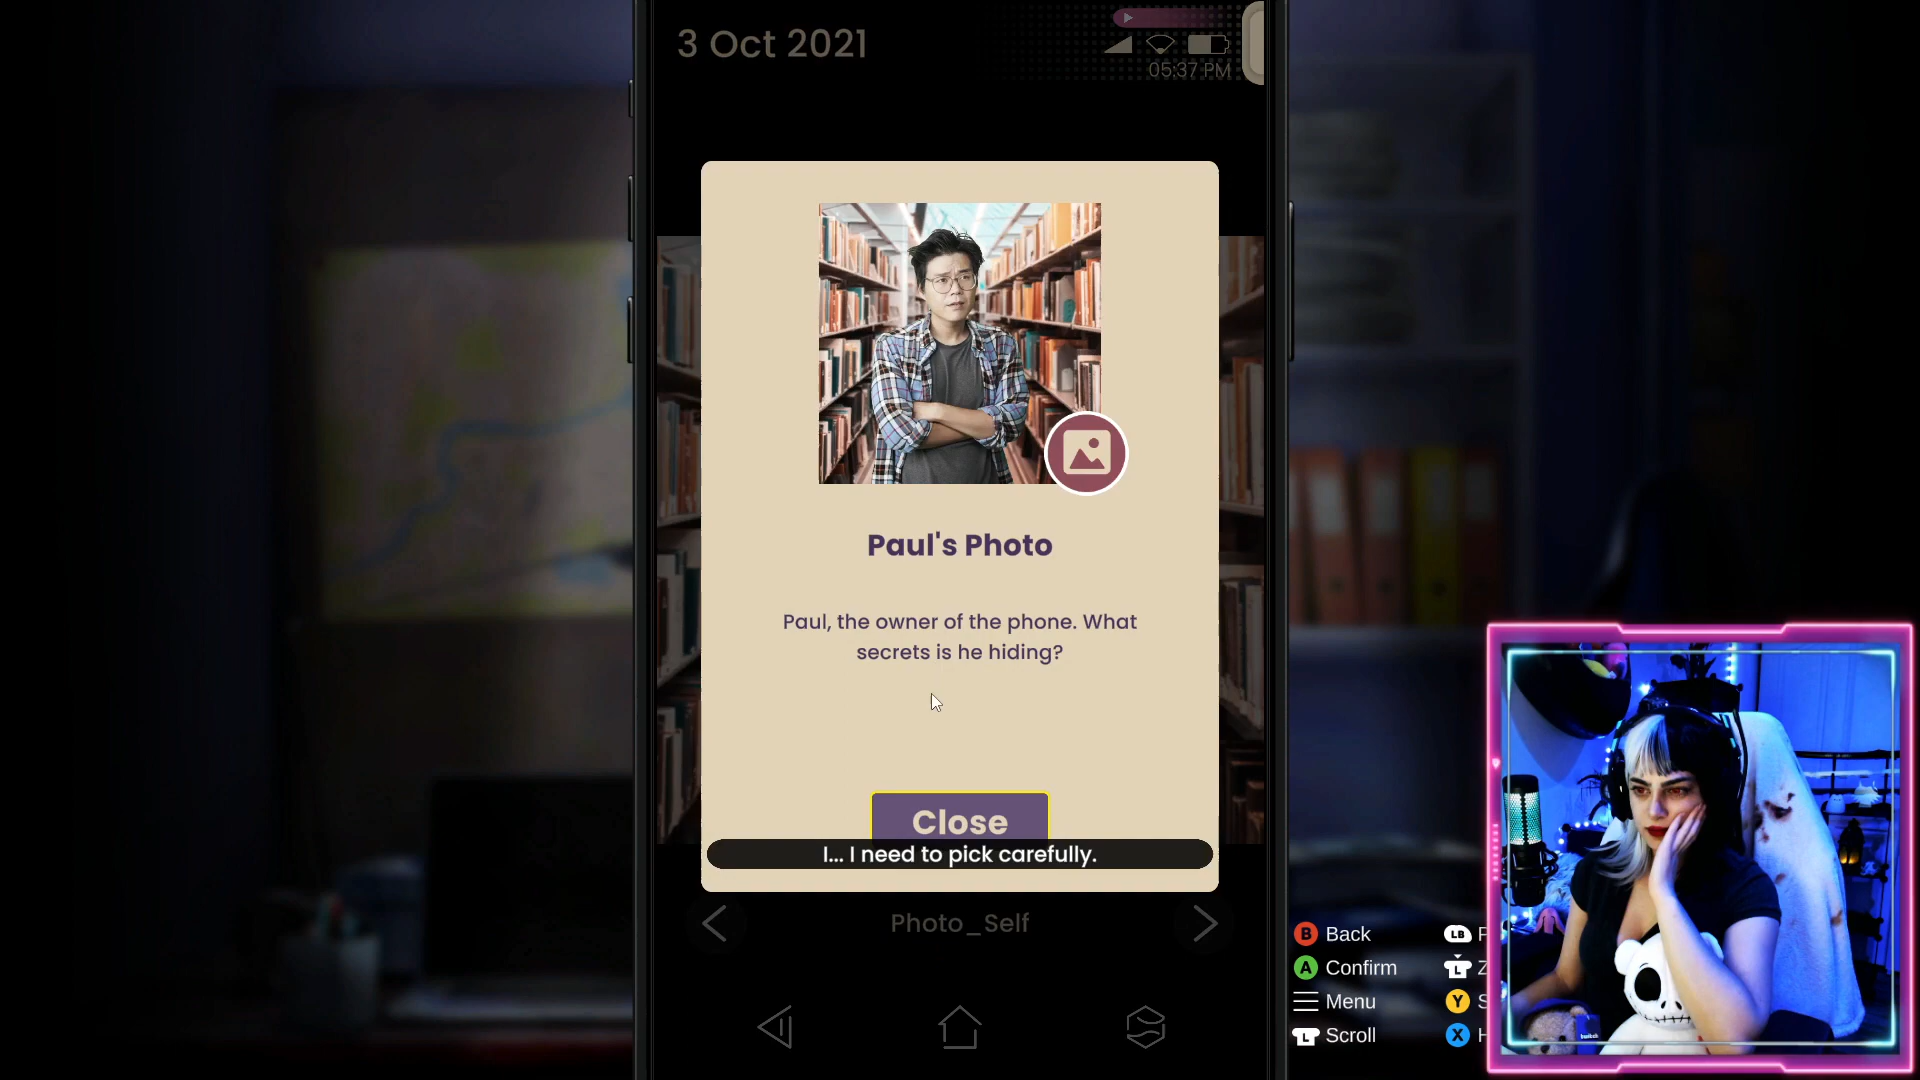 3 Oct 2021
05:37 PM
Paul's Photo
Paul, the owner of the phone. What
secrets is he hiding?
Close
I... I need to pick carefully.
Photo_Self
B Back
LB
A Confirm
L
Menu
Y
L Scroll
X